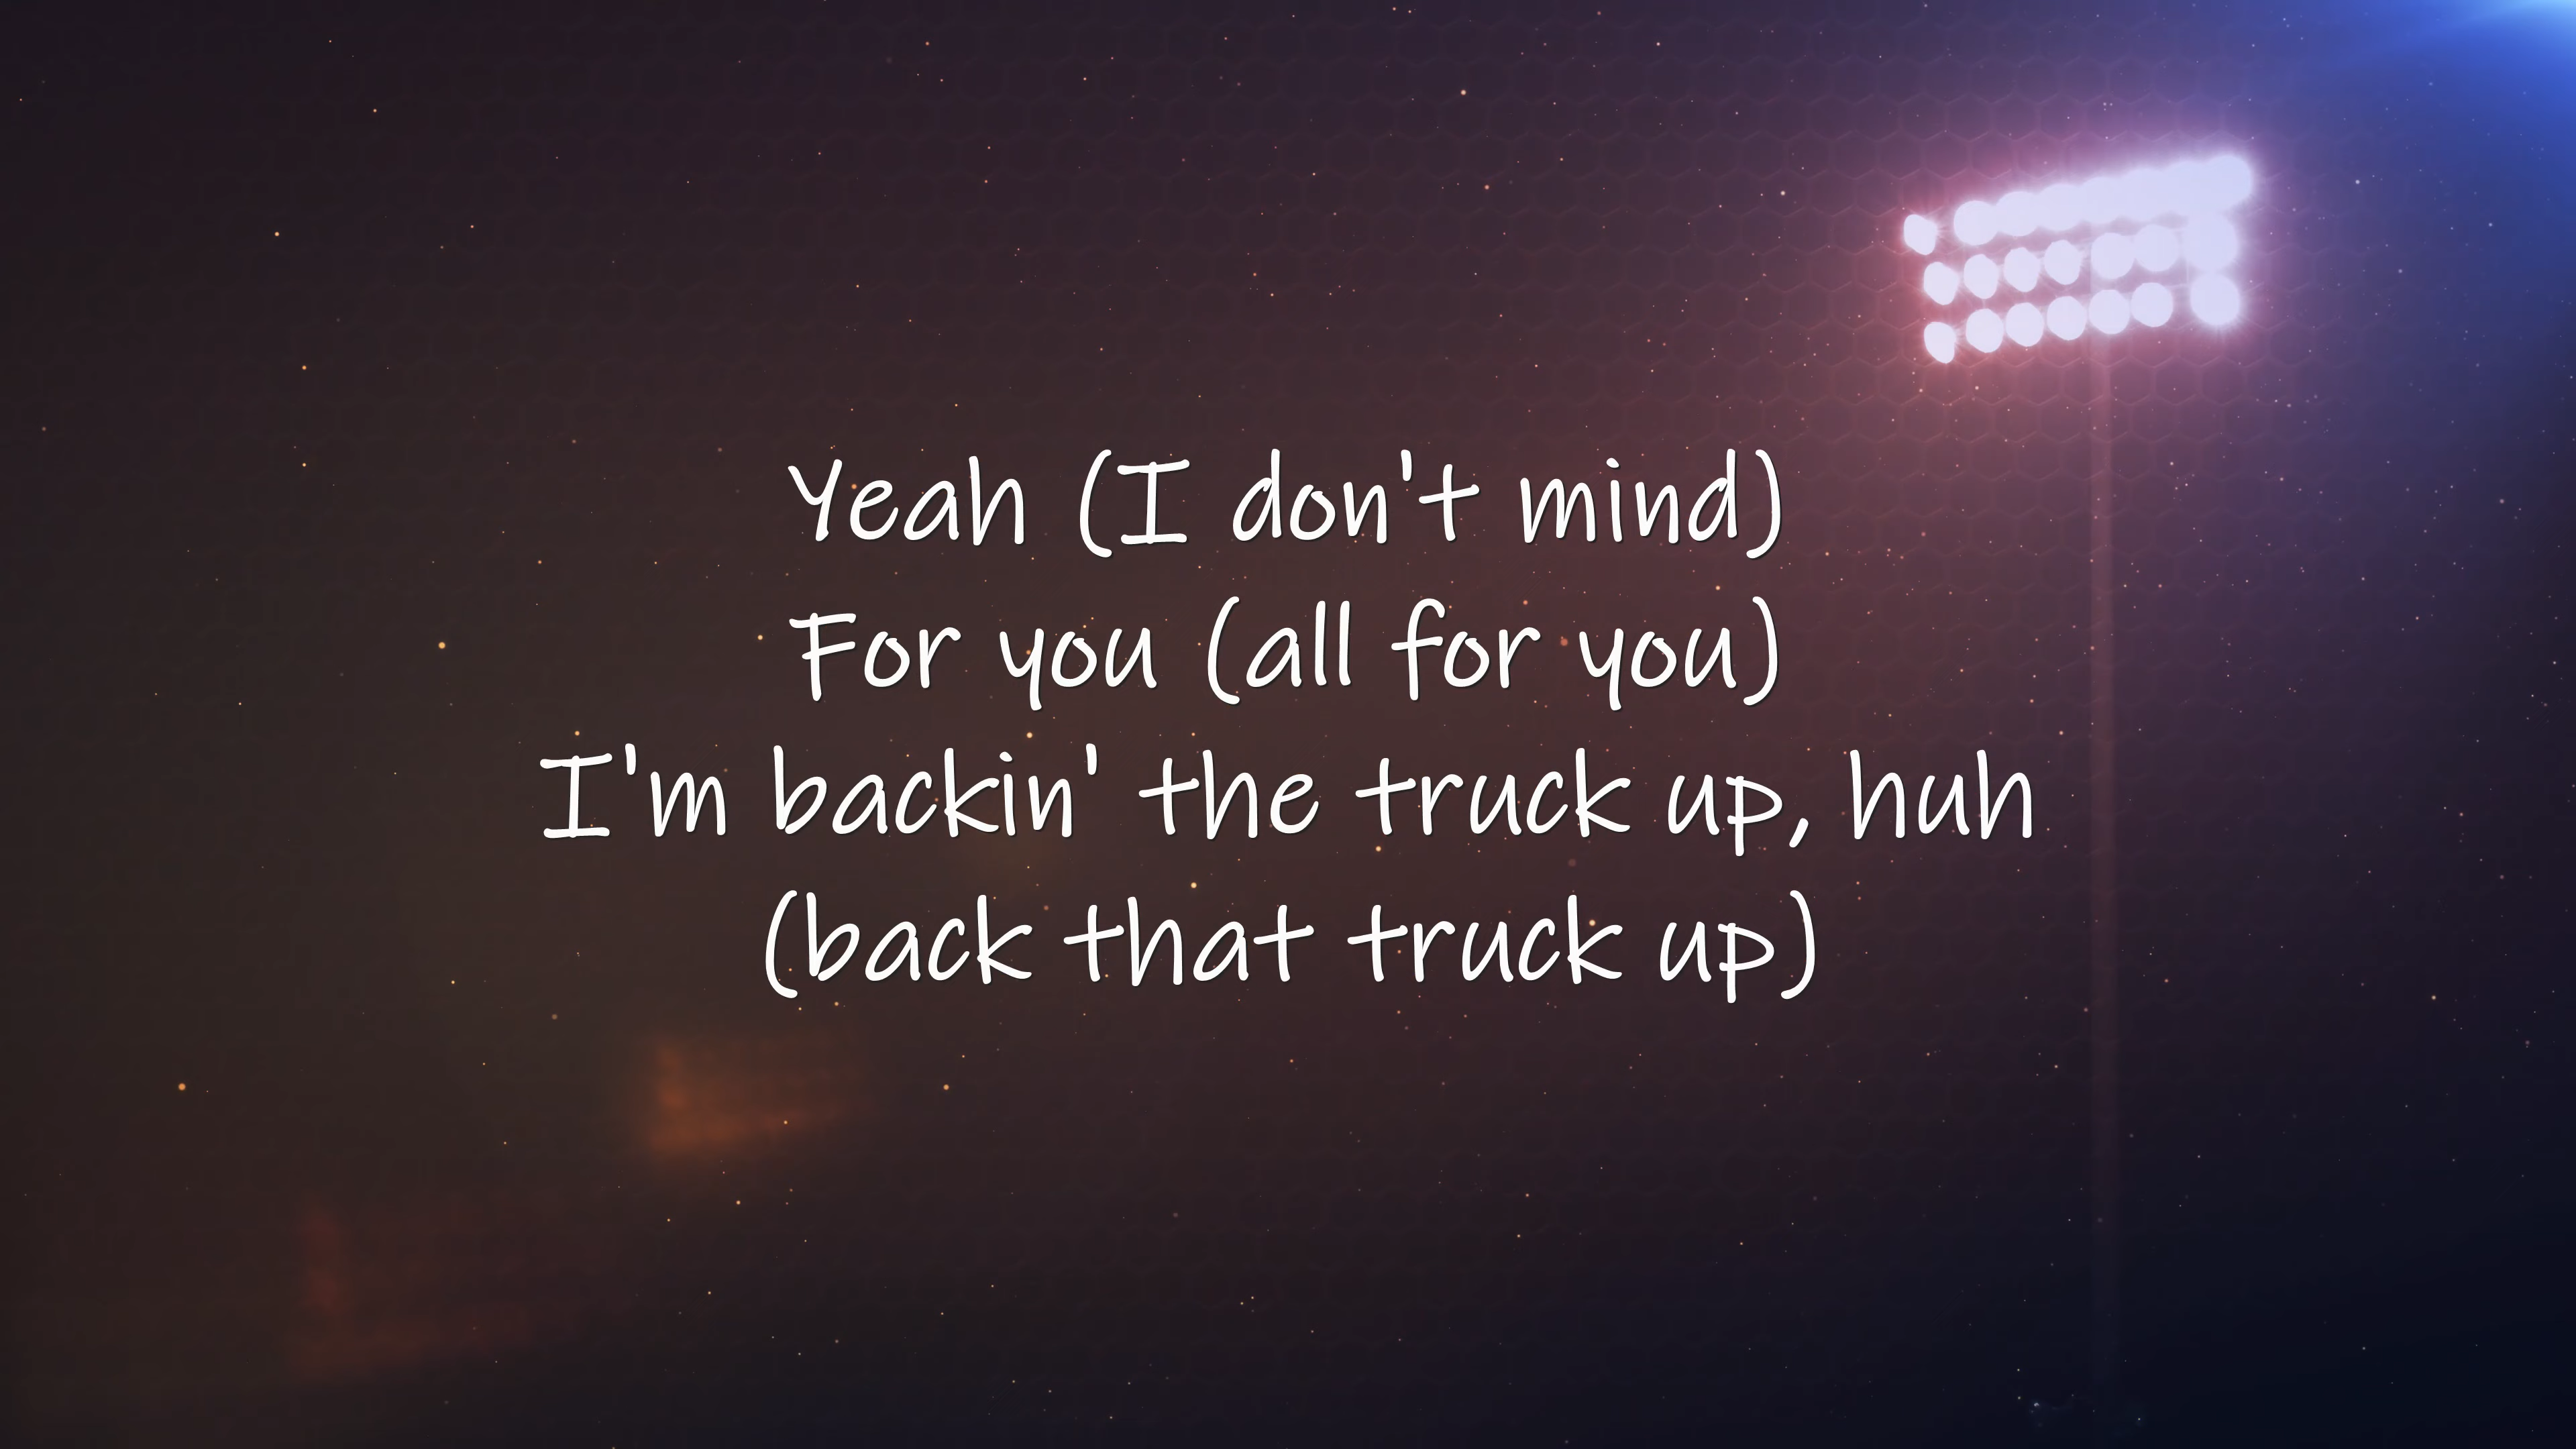 Yeah (I don't mind)
For you (all for you)
I'm backin' the truck up, huh
(back that truck up)